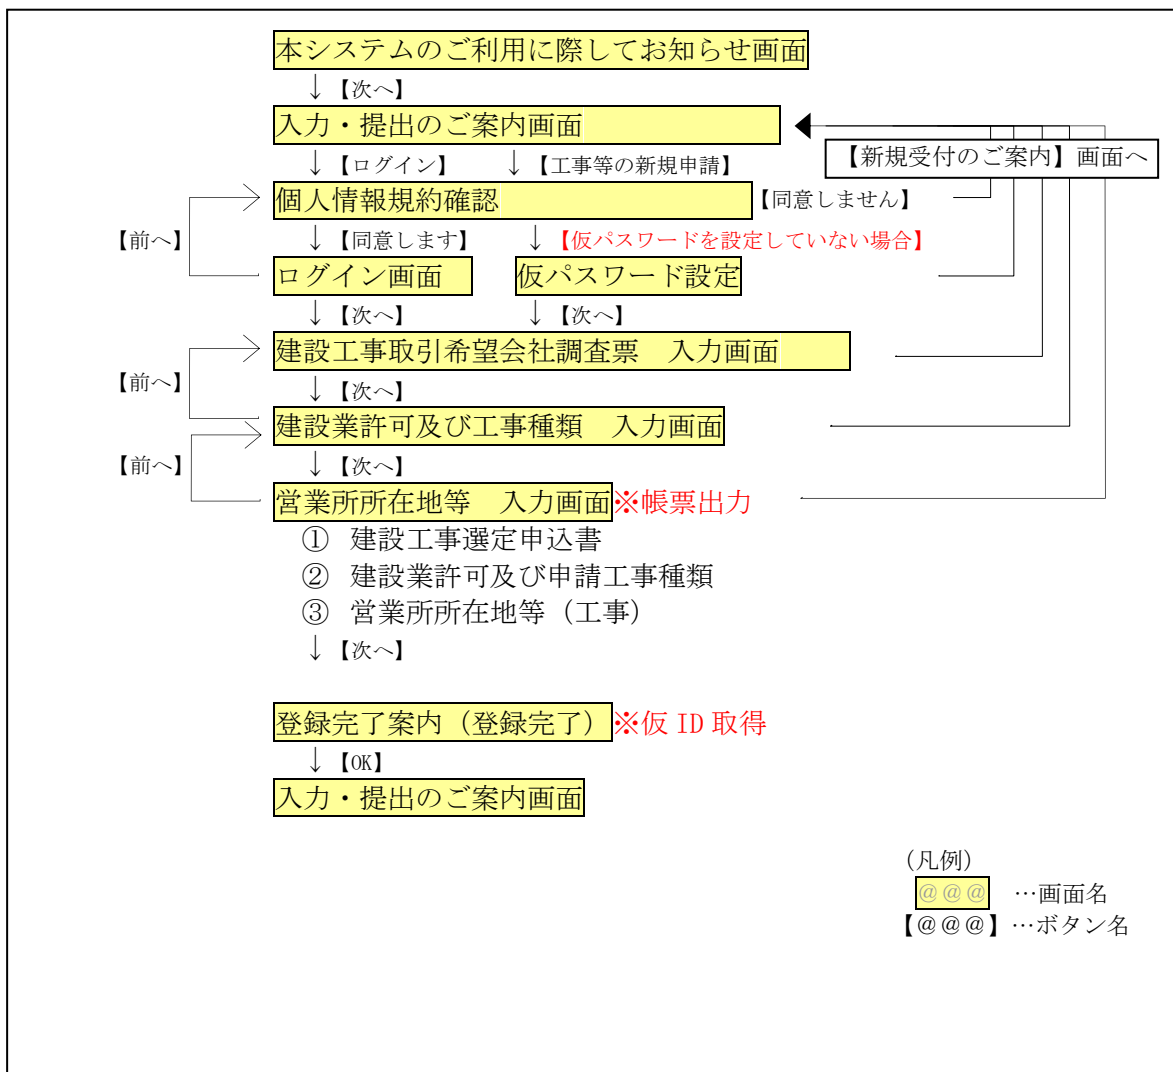 本システムのご利用に際してお知らせ画面
↓【次へ】
入力・提出のご案内画面
【新規受付のご案内】画面へ
↓【ログイン】 ↓【工事等の新規申請】
個人情報規約確認 【同意しません】
【前へ】 ↓【同意します】 ↓【仮パスワードを設定していない場合】
ログイン画面 仮パスワード設定
↓【次へ】 ↓【次へ】
建設工事取引希望会社調査票 入力画面
【前へ】 ↓【次へ】
建設業許可及び工事種類 入力画面
【前へ】 ↓【次へ】
営業所所在地等 入力画面※帳票出力
① 建設工事選定申込書
② 建設業許可及び申請工事種類
③ 営業所所在地等（工事）
↓【次へ】
登録完了案内（登録完了）※仮 ID 取得
↓【OK】
入力・提出のご案内画面
（凡例）
＠＠＠ …画面名
【＠＠＠】…ボタン名